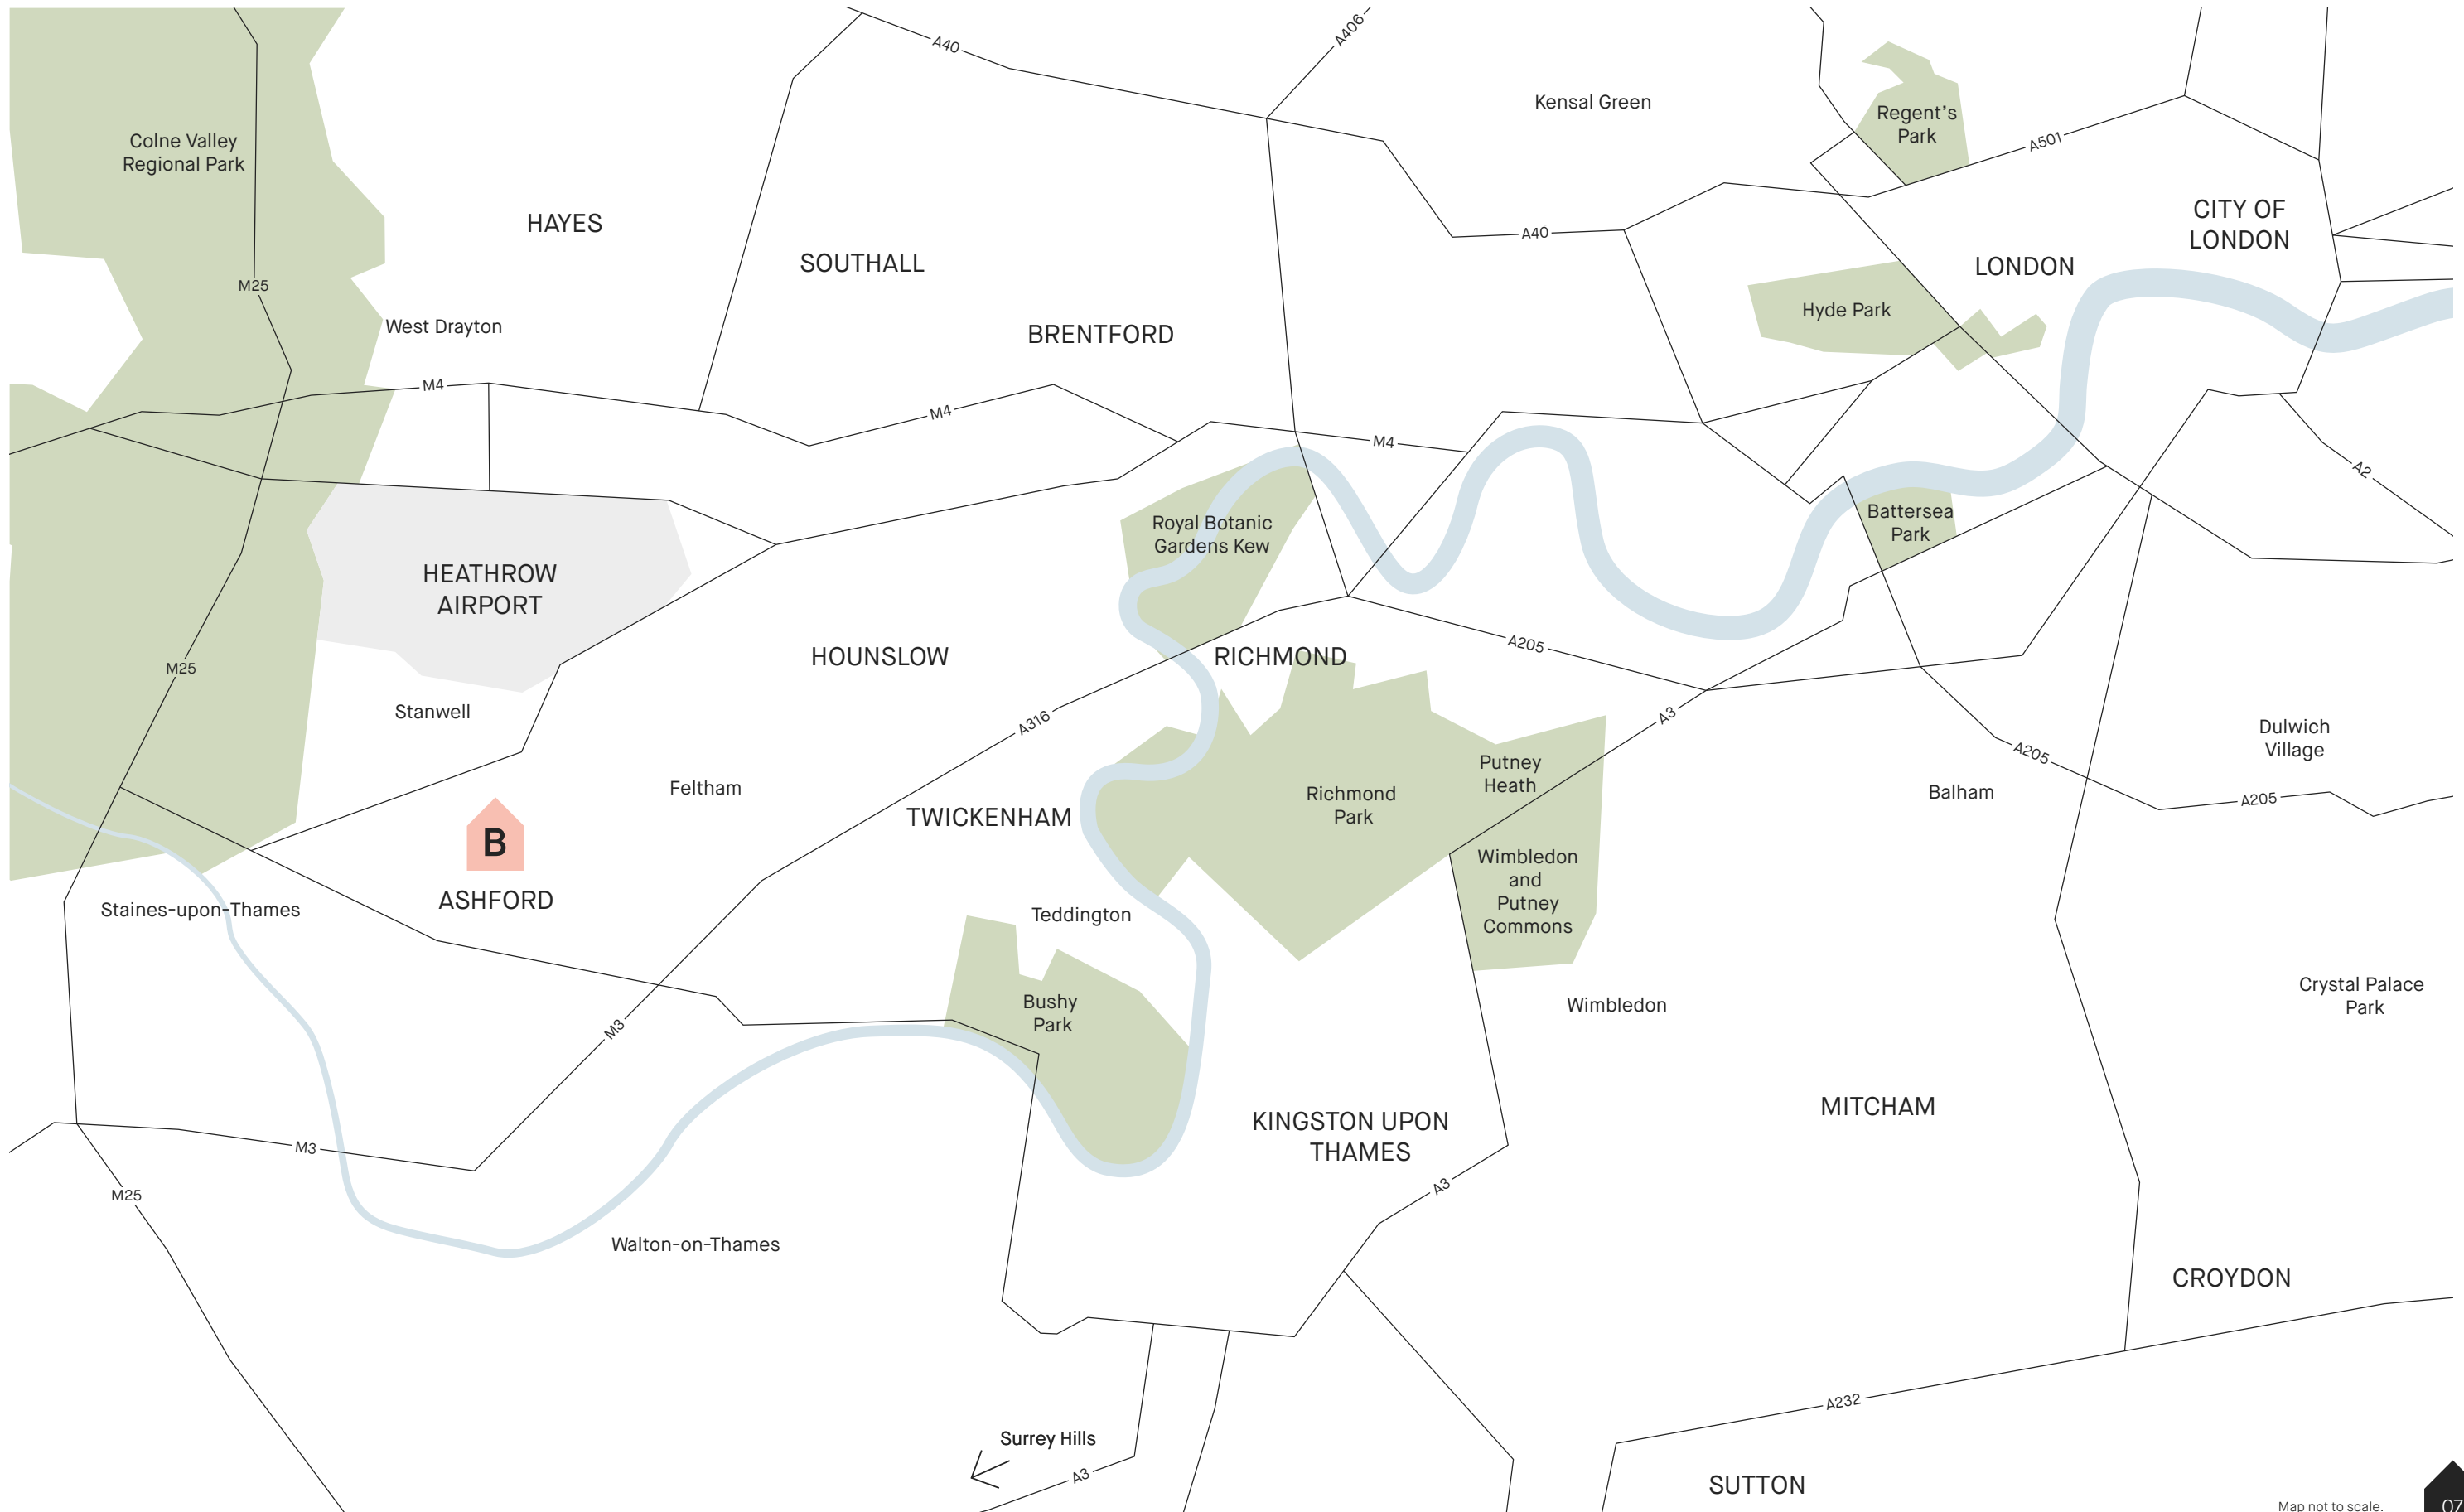 A40
A406
Kensal Green
Regent's
Park
A501
Colne Valley
Regional Park
HAYES
SOUTHALL
A40
CITY OF
LONDON
LONDON
M25
Hyde Park
West Drayton
BRENTFORD
M4
M4
M4
A2
Royal Botanic
Gardens Kew
Battersea
Park
HEATHROW
AIRPORT
HOUNSLOW
RICHMOND
A205
M25
Stanwell
A316
A3
Dulwich
Village
A205
Putney
Heath
Feltham
Richmond
Park
Balham
A205
TWICKENHAM
B
ASHFORD
Wimbledon
and
Putney
Commons
Staines-upon-Thames
Teddington
Crystal Palace
Park
Bushy
Park
Wimbledon
M3
KINGSTON UPON
THAMES
MITCHAM
M3
M25
A3
Walton-on-Thames
CROYDON
A232
Surrey Hills
A3
SUTTON
Map not to scale.
07